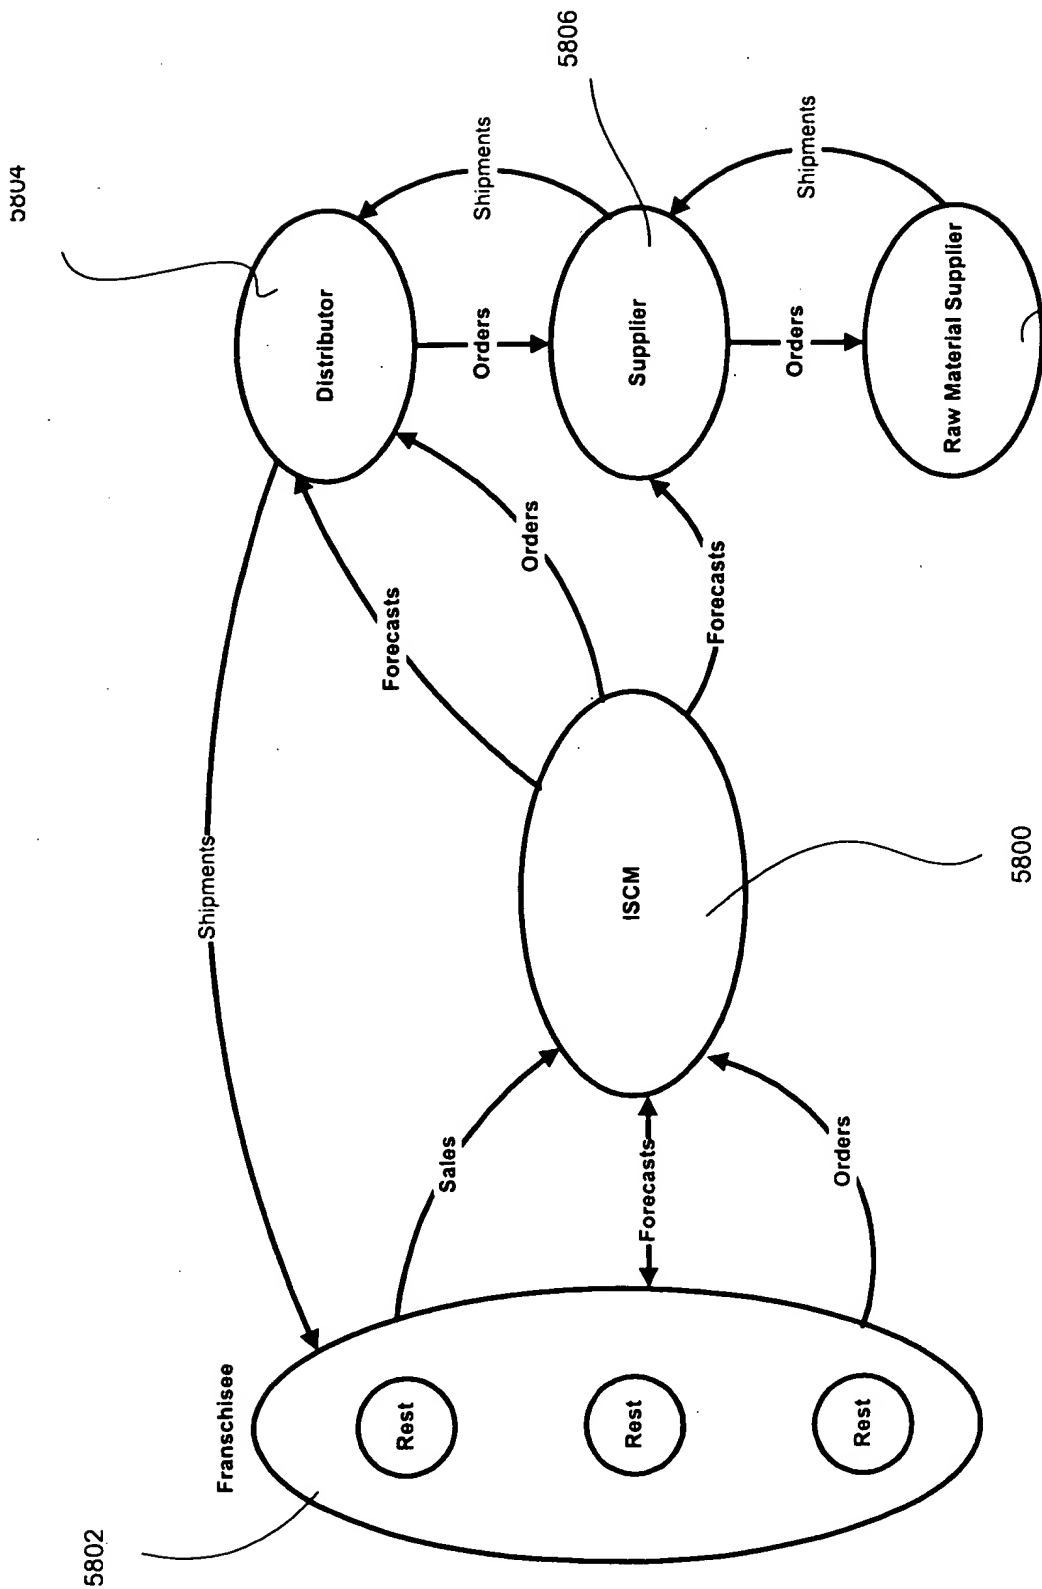 5804
5802
Shipments
Franschisee
Distributor
Forecasts
Rest
Sales
Orders
Shipments
Orders
5806
Rest
Forecasts
ISCM
Supplier
Forecasts
Orders
Shipments
Orders
Rest
Raw Material Supplier
5800